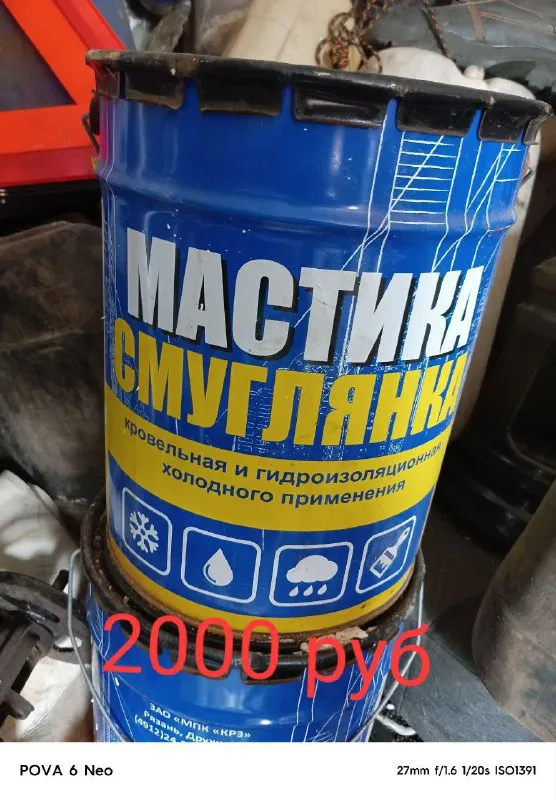 МАСТИКА
СМУГЛЯНКА
кровельная и гидроизоляционная
холодного применения
2000 руб
ЗАО «МПК «КРЗ»
Рязань,
POVA 6 Neo
27mm f/1.6 1/20s ISO1391